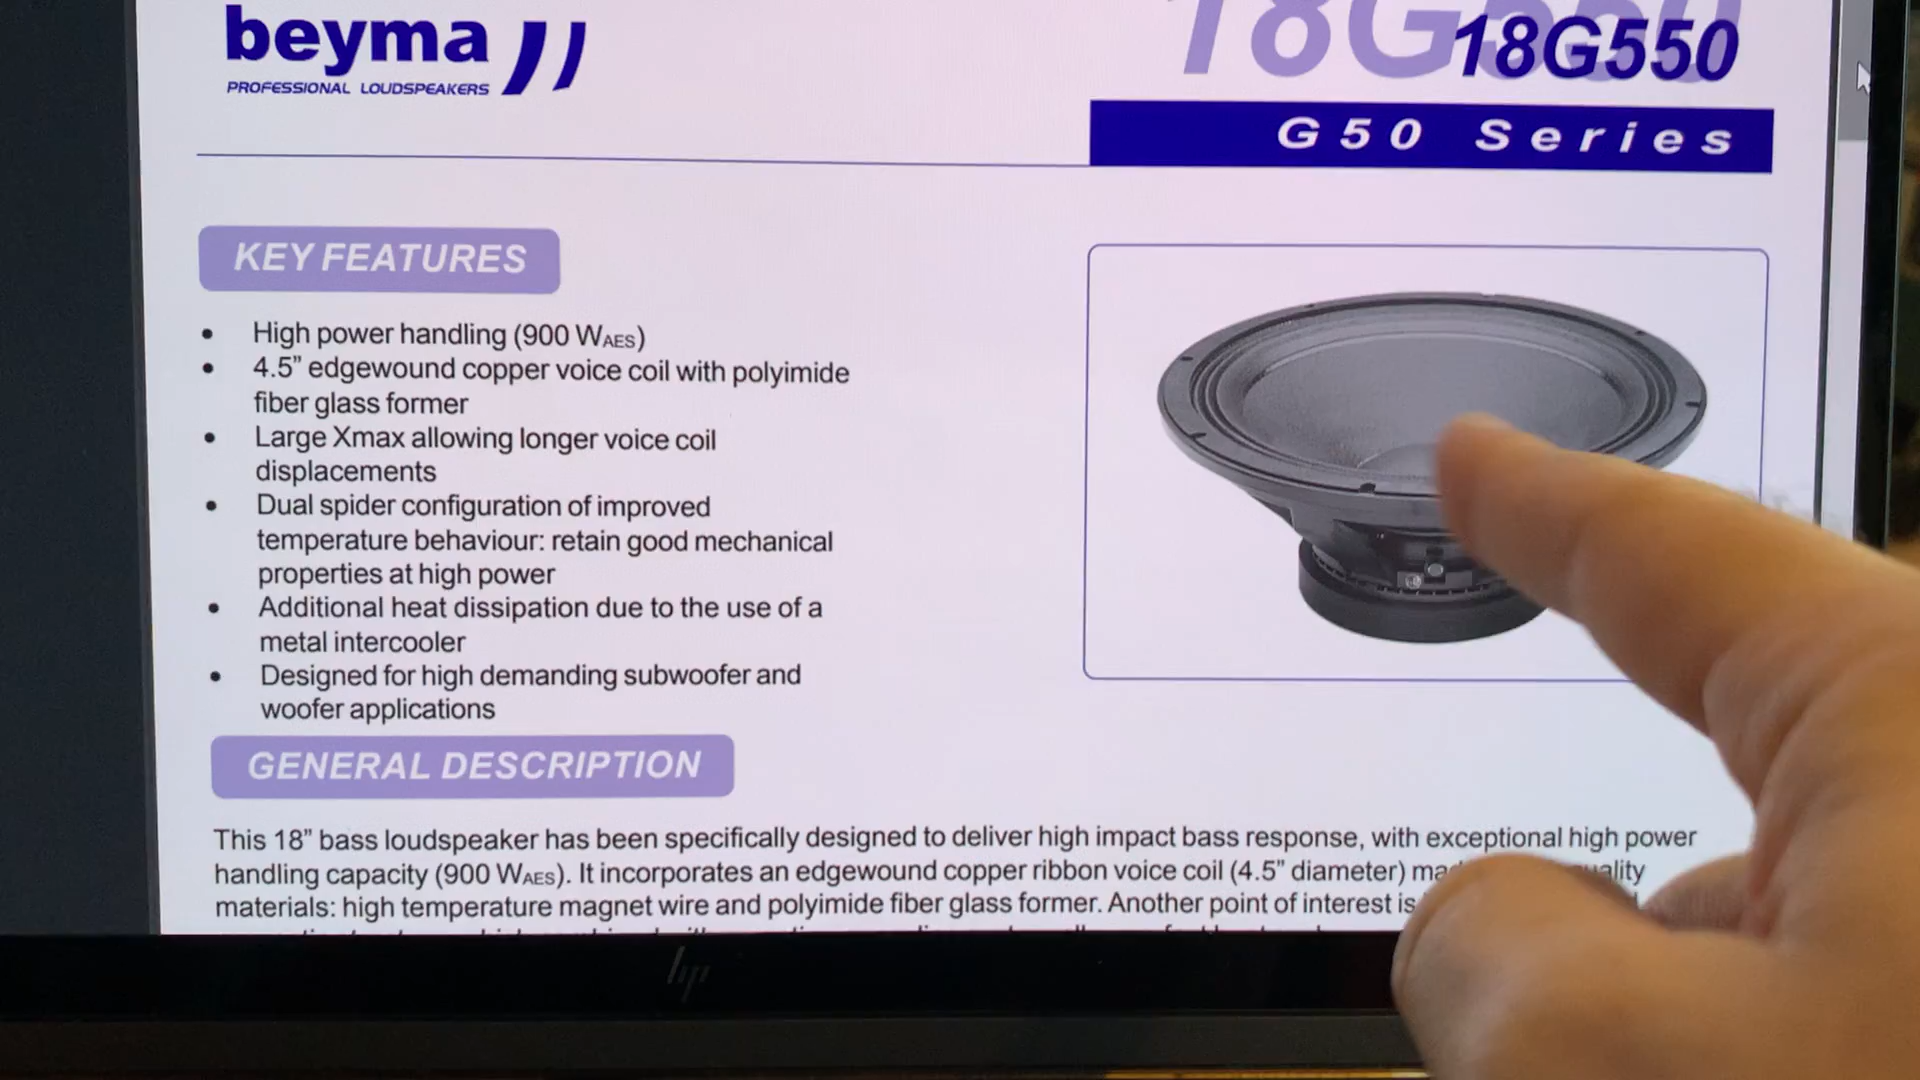 beyma
PROFESSIONAL LOUDSPEAKERS
18G550
18G550
G50 Series
KEY FEATURES
• High power handling (900 WAES)
• 4.5” edgewound copper voice coil with polyimide
fiber glass former
• Large Xmax allowing longer voice coil
displacements
• Dual spider configuration of improved
temperature behaviour: retain good mechanical
properties at high power
• Additional heat dissipation due to the use of a
metal intercooler
• Designed for high demanding subwoofer and
woofer applications
GENERAL DESCRIPTION
This 18” bass loudspeaker has been specifically designed to deliver high impact bass response, with exceptional high power
handling capacity (900 WAES). It incorporates an edgewound copper ribbon voice coil (4.5” diameter)
materials: high temperature magnet wire and polyimide fiber glass former. Another point of interest is
hp